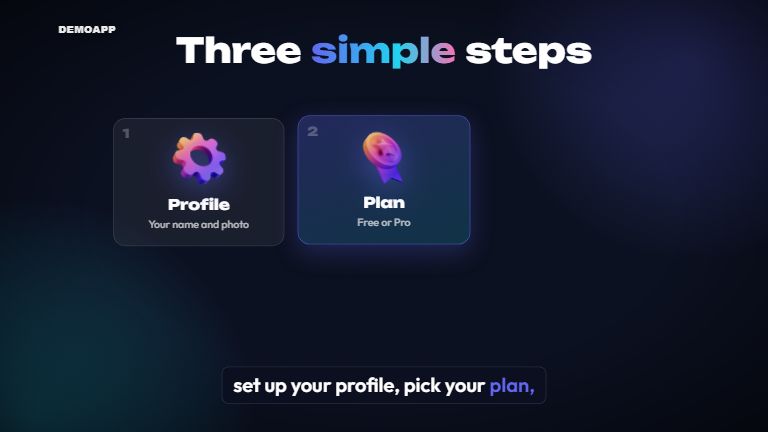 DEMOAPP
Three simple steps
1
Profile
Your name and photo
2
Plan
Free or Pro
set up your profile, pick your plan,